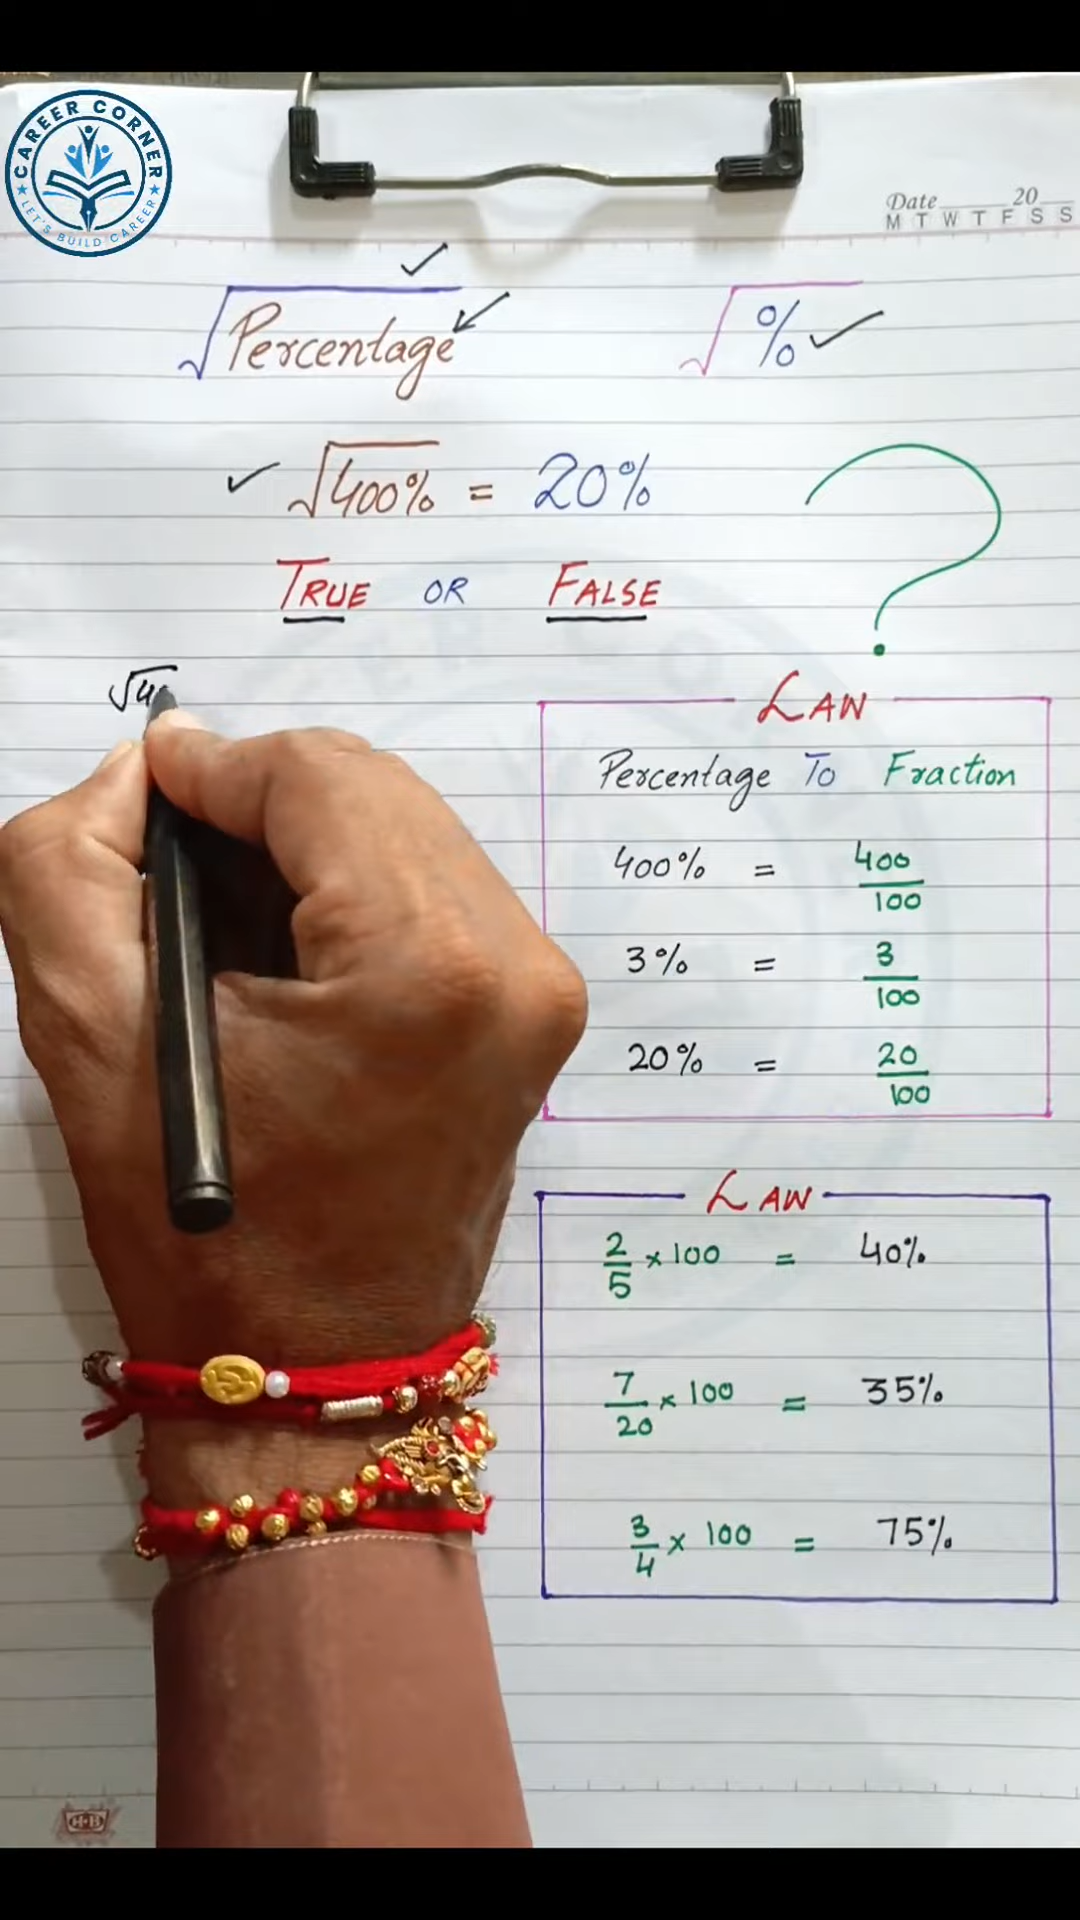 CAREER CORNER
LET'S BUILD CAREER
Date 20
M T W T F S S
√Percentage √%
√400% = 20%
TRUE OR FALSE
?
LAW
Percentage To Fraction
400% = 400/100
3% = 3/100
20% = 20/100
LAW
2/5 × 100 = 40%
7/20 × 100 = 35%
3/4 × 100 = 75%